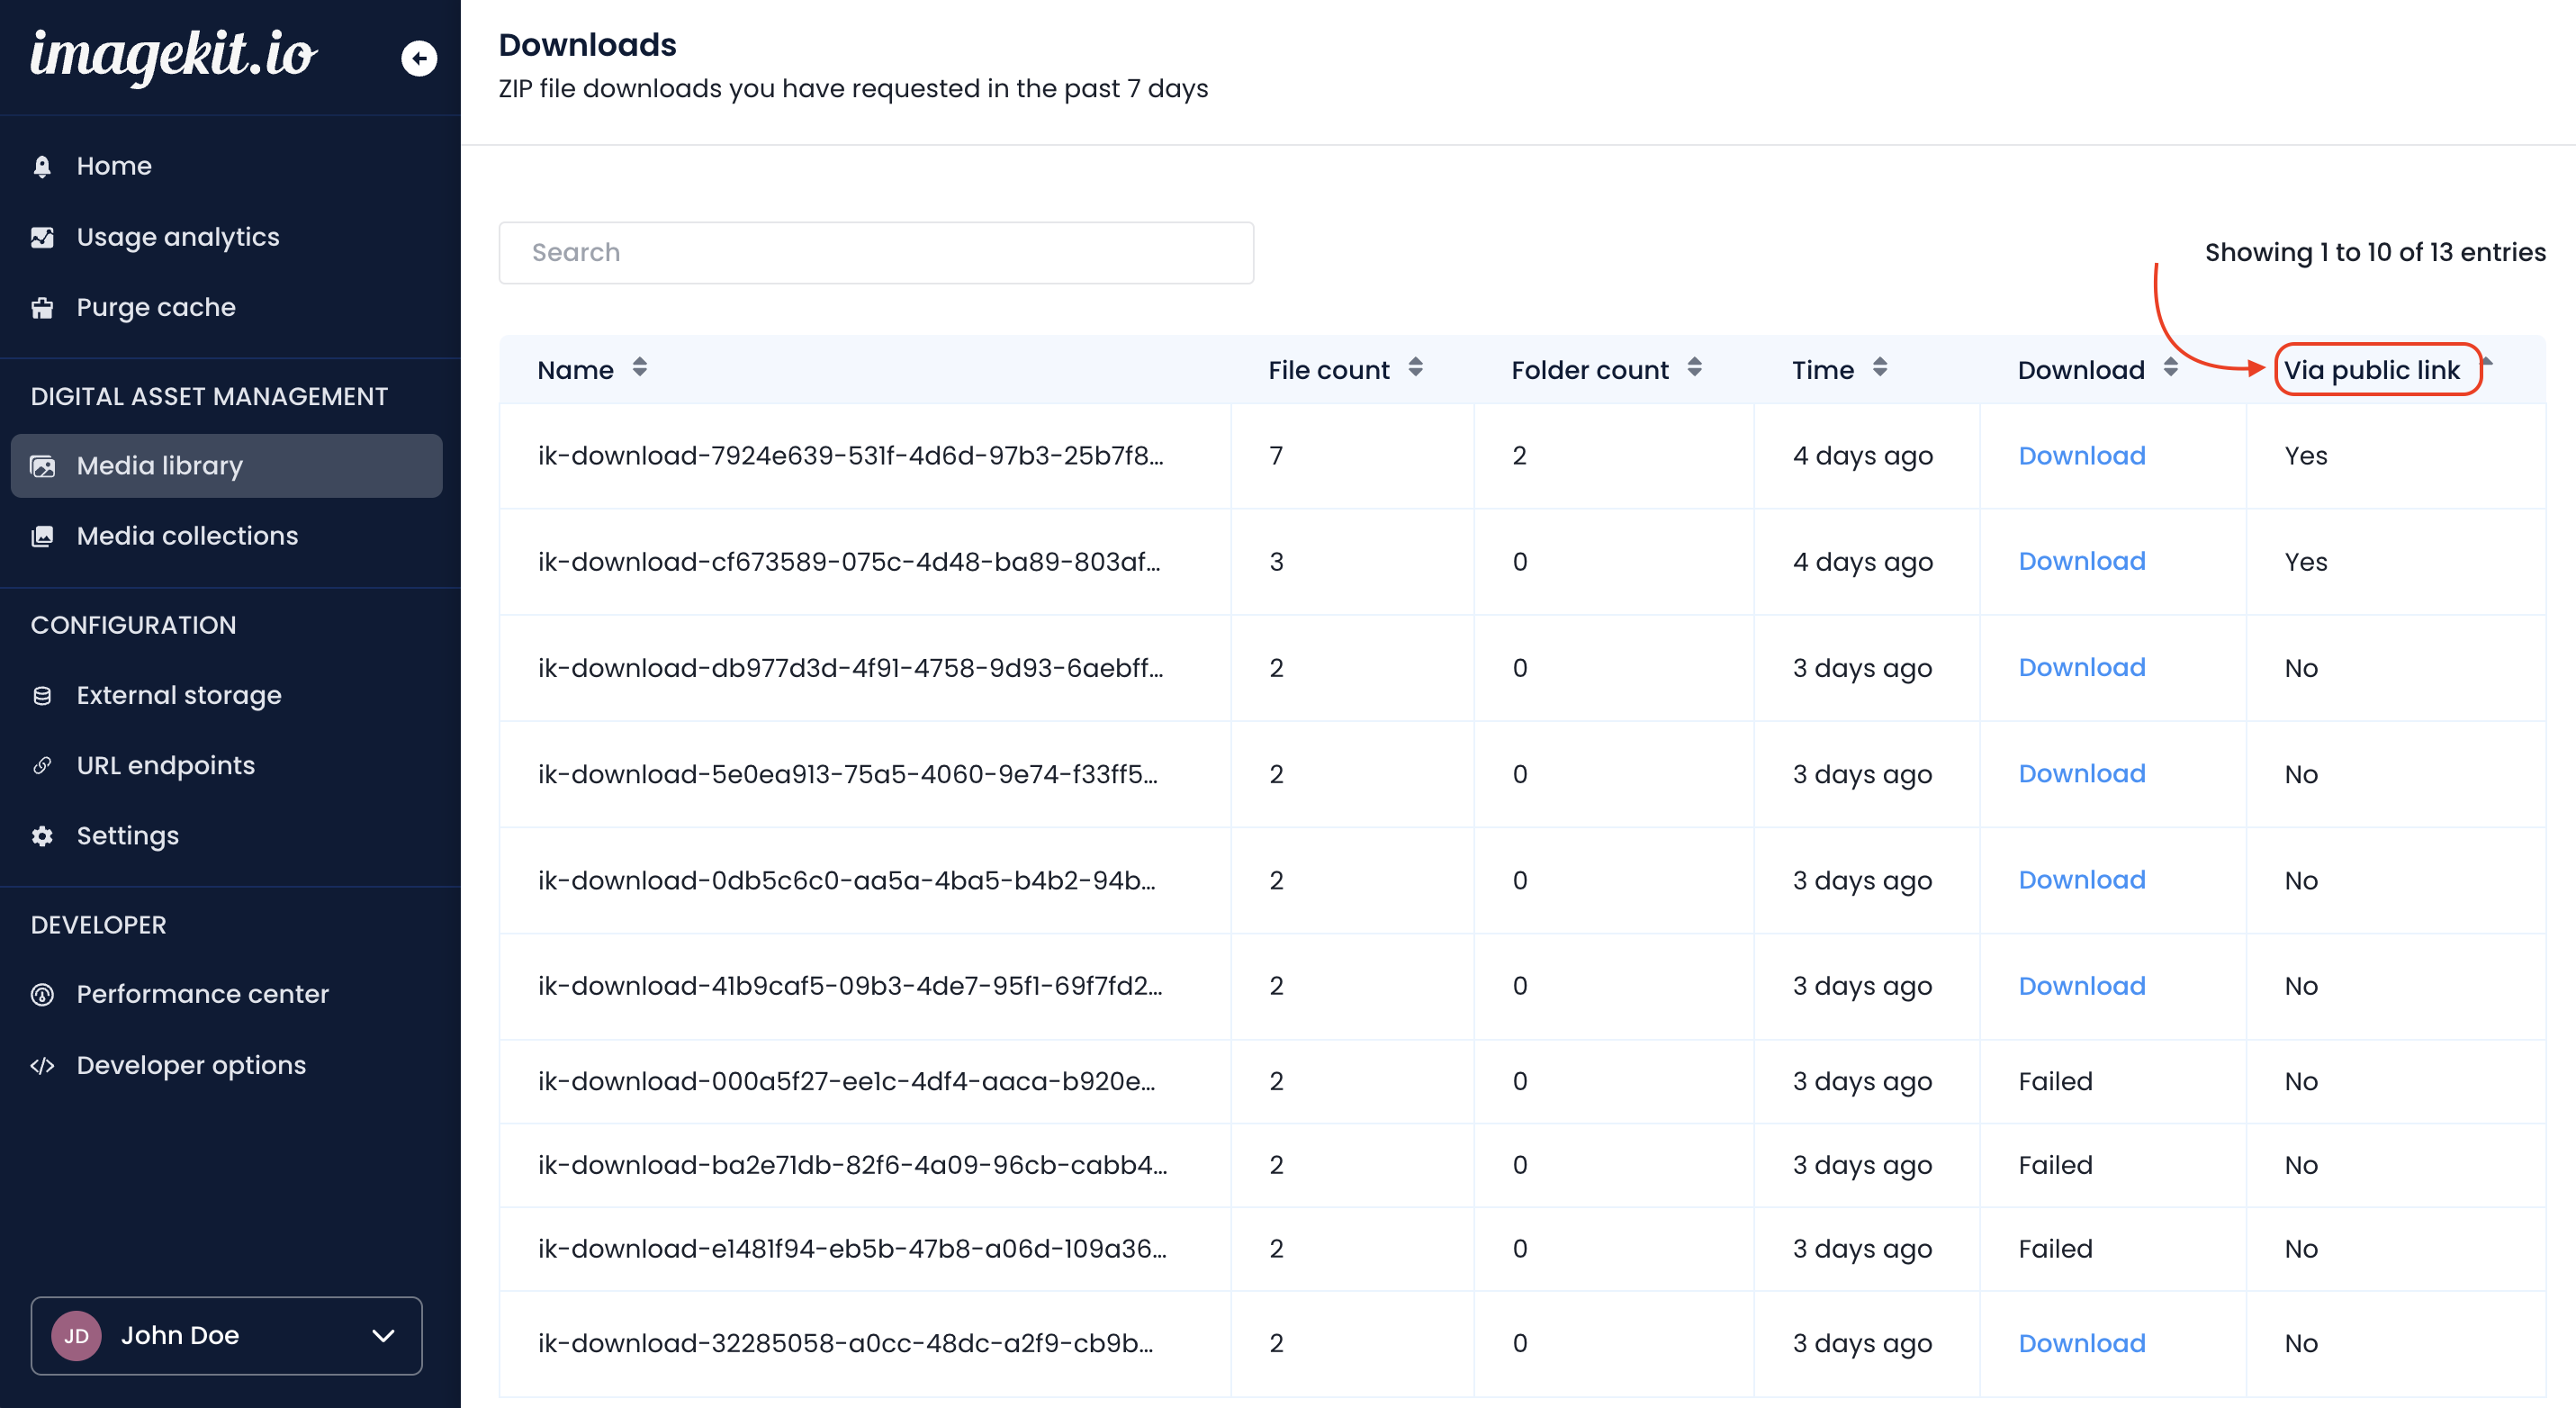 imagekit.io
Home
Usage analytics
Purge cache
DIGITAL ASSET MANAGEMENT
Media library
Media collections
CONFIGURATION
External storage
URL endpoints
Settings
DEVELOPER
Performance center
Developer options
JD John Doe
Downloads
ZIP file downloads you have requested in the past 7 days
Search
Showing 1 to 10 of 13 entries
Name File count Folder count Time Download Via public link
ik-download-7924e639-531f-4d6d-97b3-25b7f8... 7 2 4 days ago Download Yes
ik-download-cf673589-075c-4d48-ba89-803af... 3 0 4 days ago Download Yes
ik-download-db977d3d-4f91-4758-9d93-6aebff... 2 0 3 days ago Download No
ik-download-5e0ea913-75a5-4060-9e74-f33ff5... 2 0 3 days ago Download No
ik-download-0db5c6c0-aa5a-4ba5-b4b2-94b... 2 0 3 days ago Download No
ik-download-41b9caf5-09b3-4de7-95f1-69f7fd2... 2 0 3 days ago Download No
ik-download-000a5f27-ee1c-4df4-aaca-b920e... 2 0 3 days ago Failed No
ik-download-ba2e71db-82f6-4a09-96cb-cabb4... 2 0 3 days ago Failed No
ik-download-e1481f94-eb5b-47b8-a06d-109a36... 2 0 3 days ago Failed No
ik-download-32285058-a0cc-48dc-a2f9-cb9b... 2 0 3 days ago Download No